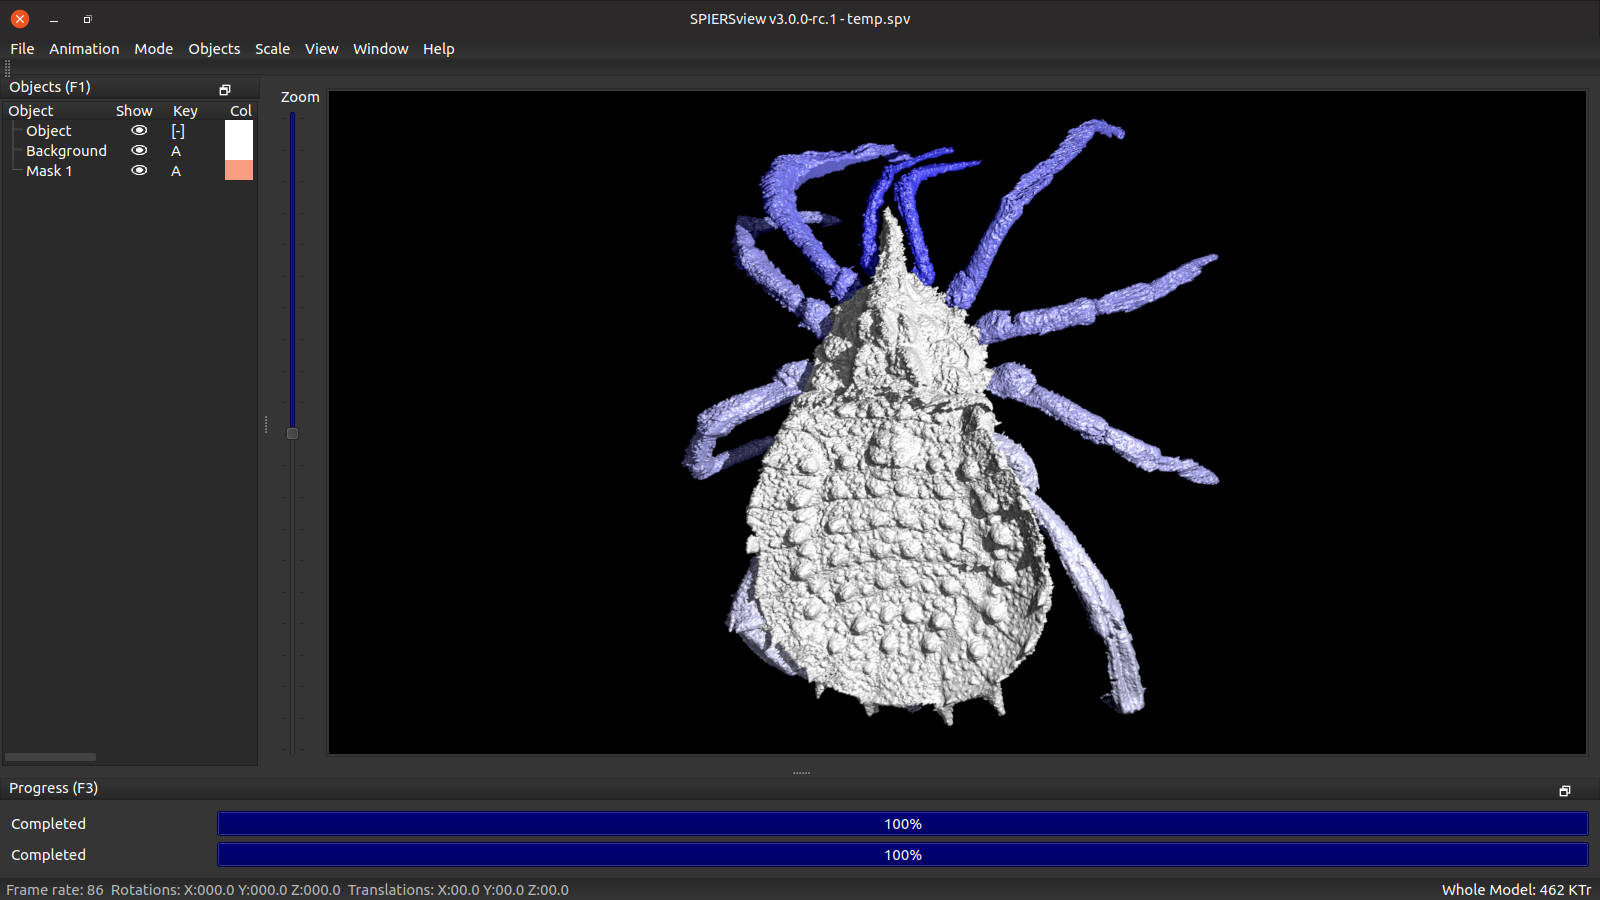 SPIERSview v3.0.0-rc.1 - temp.spv
File Animation Mode Objects Scale View Window Help
Objects (F1)
Object Show Key Col
Object [-]
Background A
Mask 1 A
Zoom
Progress (F3)
Completed 100%
Completed 100%
Frame rate: 86 Rotations: X:000.0 Y:000.0 Z:000.0 Translations: X:00.0 Y:00.0 Z:00.0 Whole Model: 462 KTr